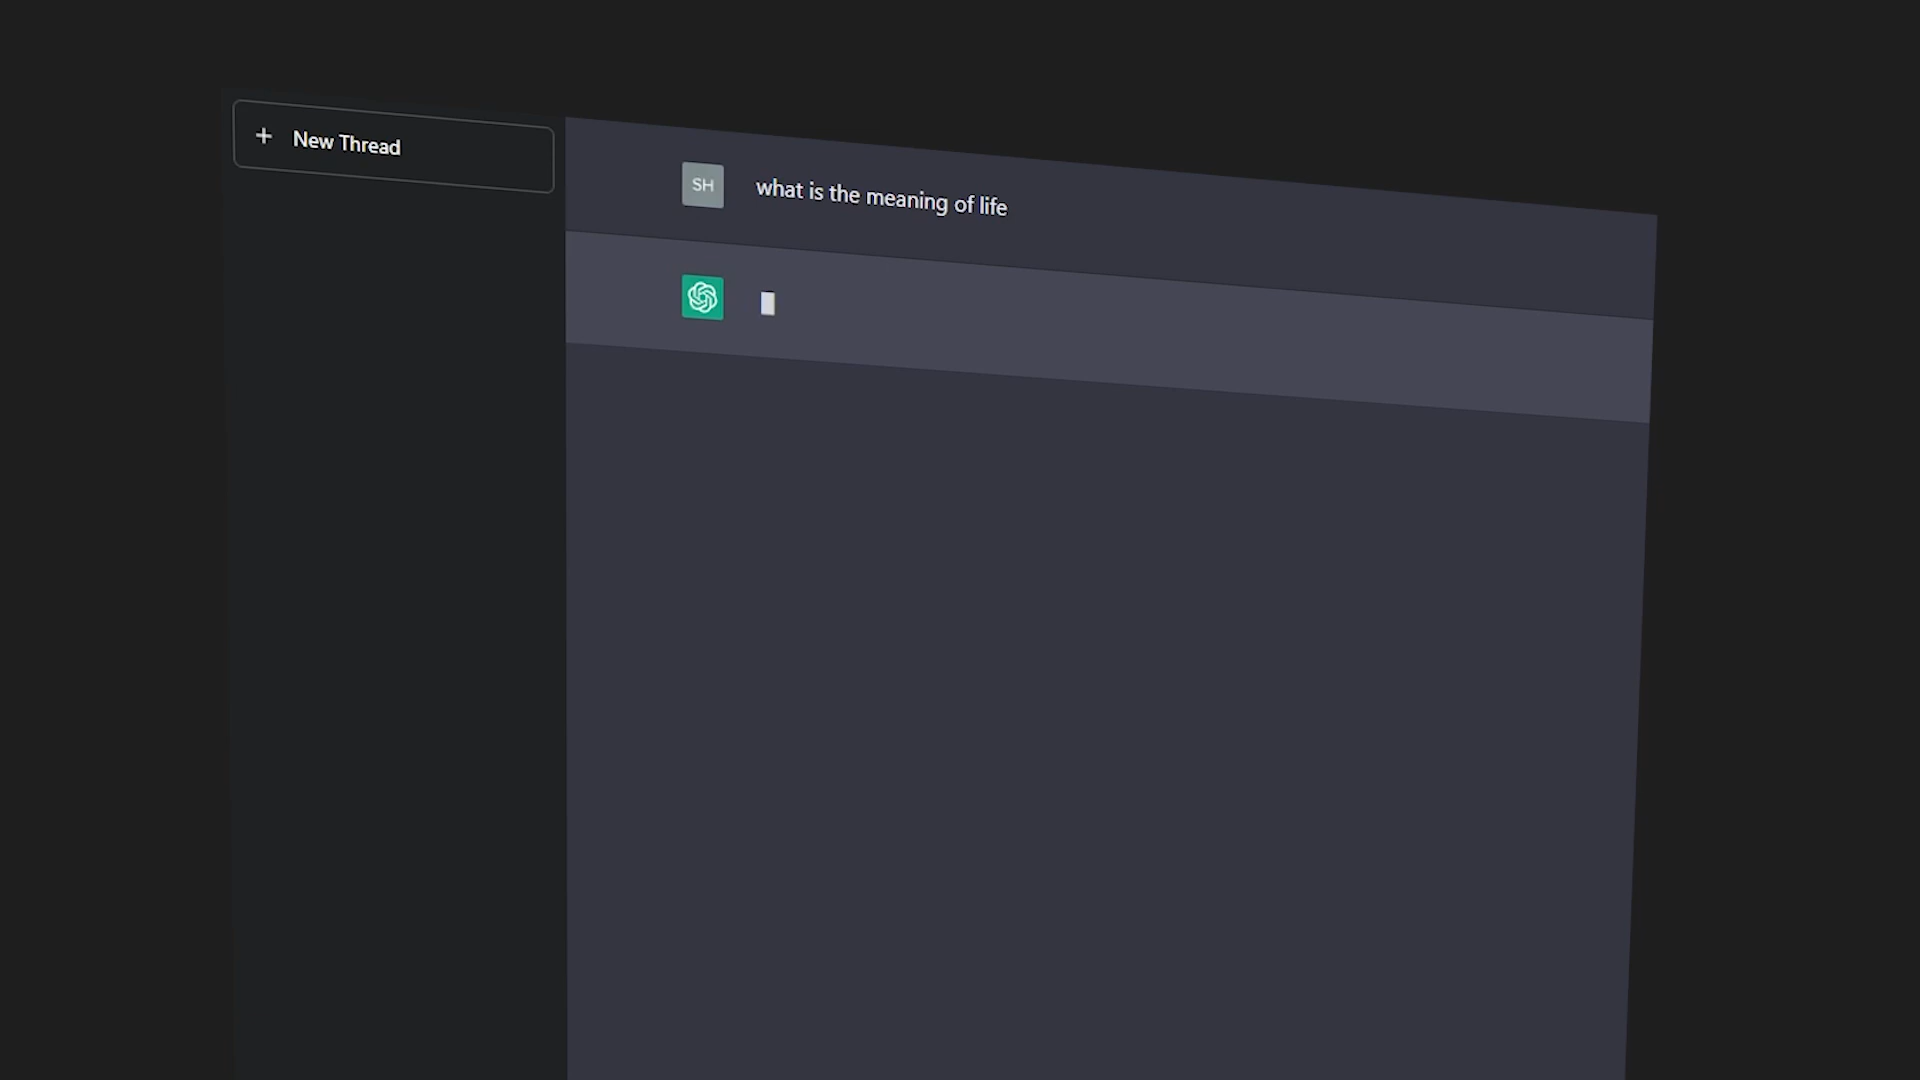 + New Thread
SH
what is the meaning of life